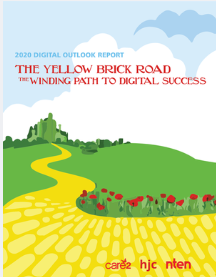 2020 DIGITAL OUTLOOK REPORT
THE YELLOW BRICK ROAD
THE WINDING PATH TO DIGITAL SUCCESS
care2 hjc nten